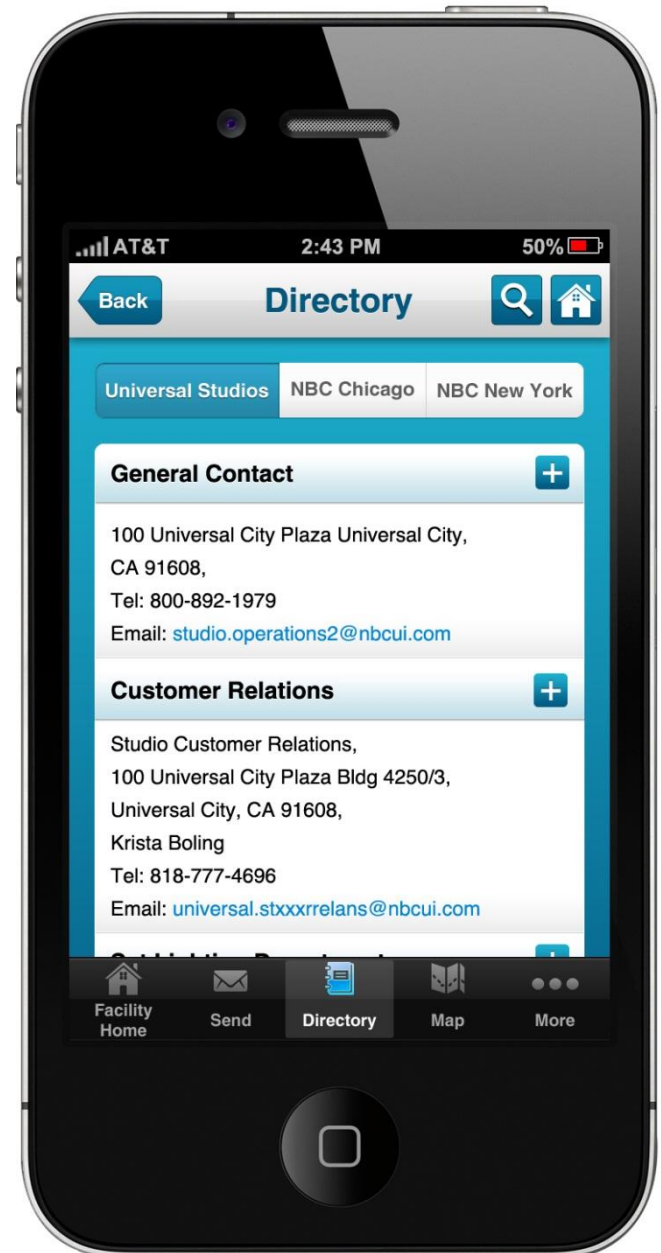 AT&T 2:43 PM 50%
Back Directory
Universal Studios NBC Chicago NBC New York
General Contact
100 Universal City Plaza Universal City,
CA 91608,
Tel: 800-892-1979
Email: studio.operations2@nbcui.com
Customer Relations
Studio Customer Relations,
100 Universal City Plaza Bldg 4250/3,
Universal City, CA 91608,
Krista Boling
Tel: 818-777-4696
Email: universal.stxxxrrelans@nbcui.com
Facility
Home Send Directory Map More